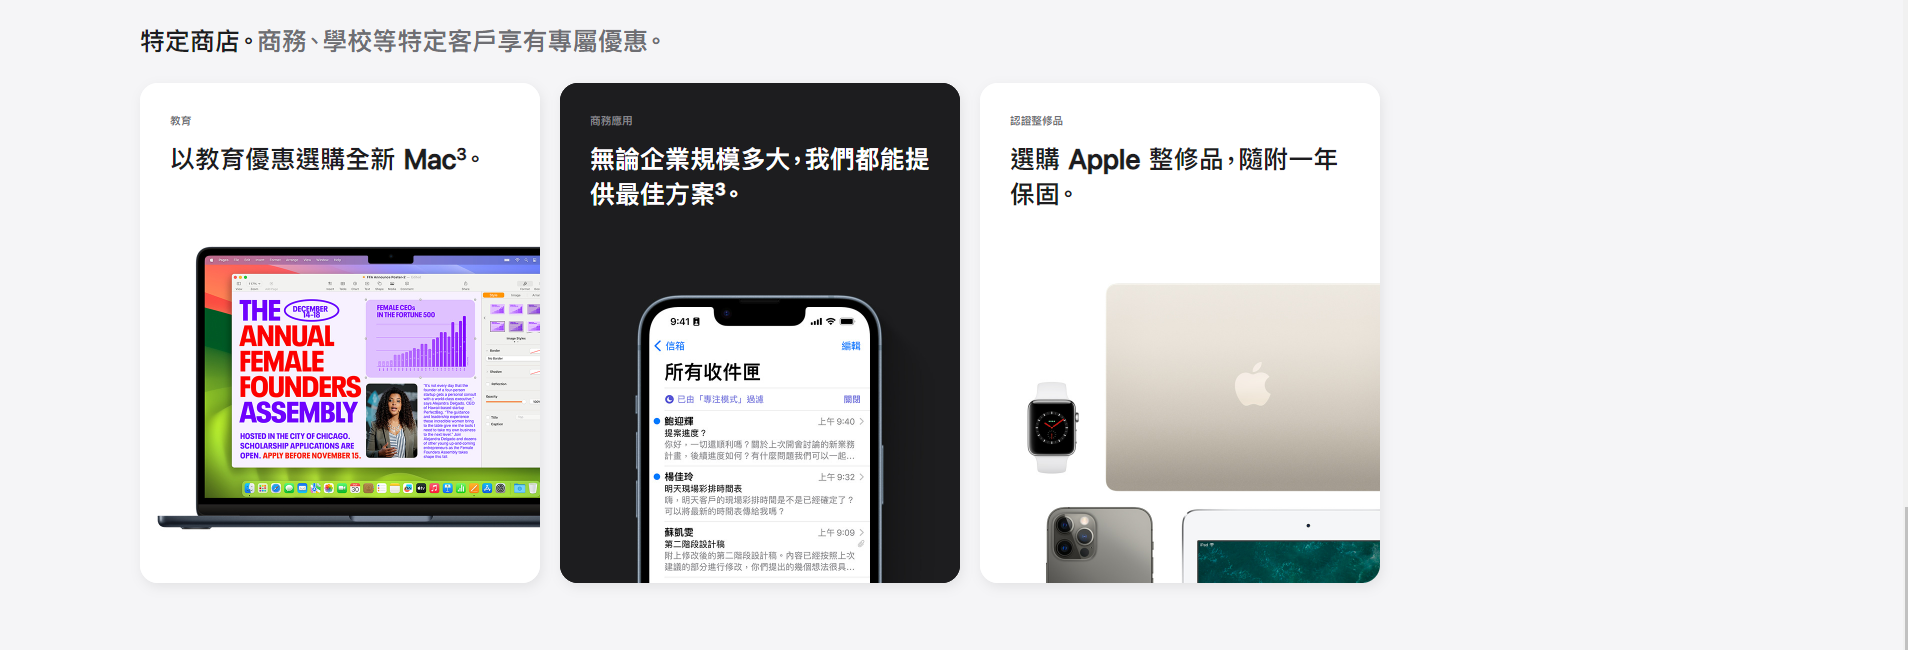 特定商店。商務、學校等特定客戶享有專屬優惠。
教育
以教育優惠選購全新 Mac³。
THE
DECEMBER
14-18
ANNUAL
FEMALE
FOUNDERS
ASSEMBLY
HOSTED IN THE CITY OF CHICAGO.
SCHOLARSHIP APPLICATIONS ARE
OPEN. APPLY BEFORE NOVEMBER 15.
FEMALE CEOs
IN THE FORTUNE 500
商務應用
無論企業規模多大，我們都能提
供最佳方案³。
9:41
信箱
編輯
所有收件匣
已由「專注模式」過濾
關閉
鮑迎輝
上午 9:40
提案進度？
你好，一切還順利嗎？關於上次開會討論的新業務
計畫，後續進度如何？有什麼問題我們可以一起...
楊佳玲
上午 9:32
明天現場彩排時間表
嗨，明天客戶的現場彩排時間是不是已經確定了？
可以將最新的時間表傳給我嗎？
蘇凱雯
上午 9:09
第二階段設計稿
附上修改後的第二階段設計稿。內容已經按照上次
建議的部分進行修改，你們提出的幾個想法很具...
認證整修品
選購 Apple 整修品，隨附一年
保固。
iPad